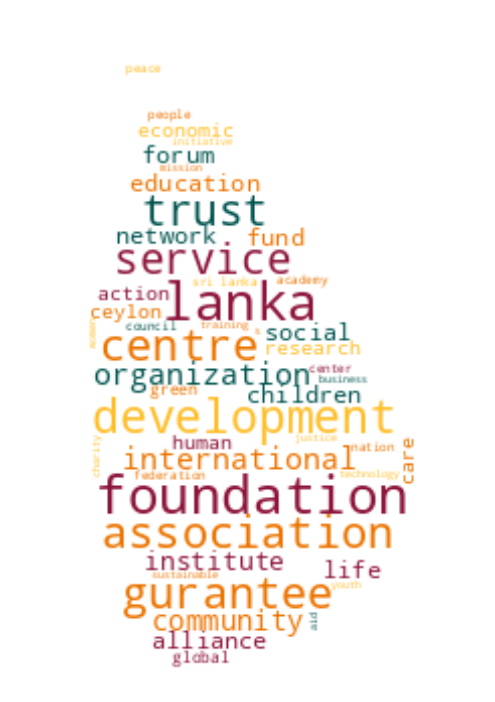 peace
people
economic
initiative
forum
mission
education
trust
network fund
service
sri lanka academy
action lanka
ceylon
council training social
centre research
organization center
business
green children
development
human justice
charity international nation care
federation technology
foundation
association
institute life
sustainable
gurantee youth
community aid
alliance
global